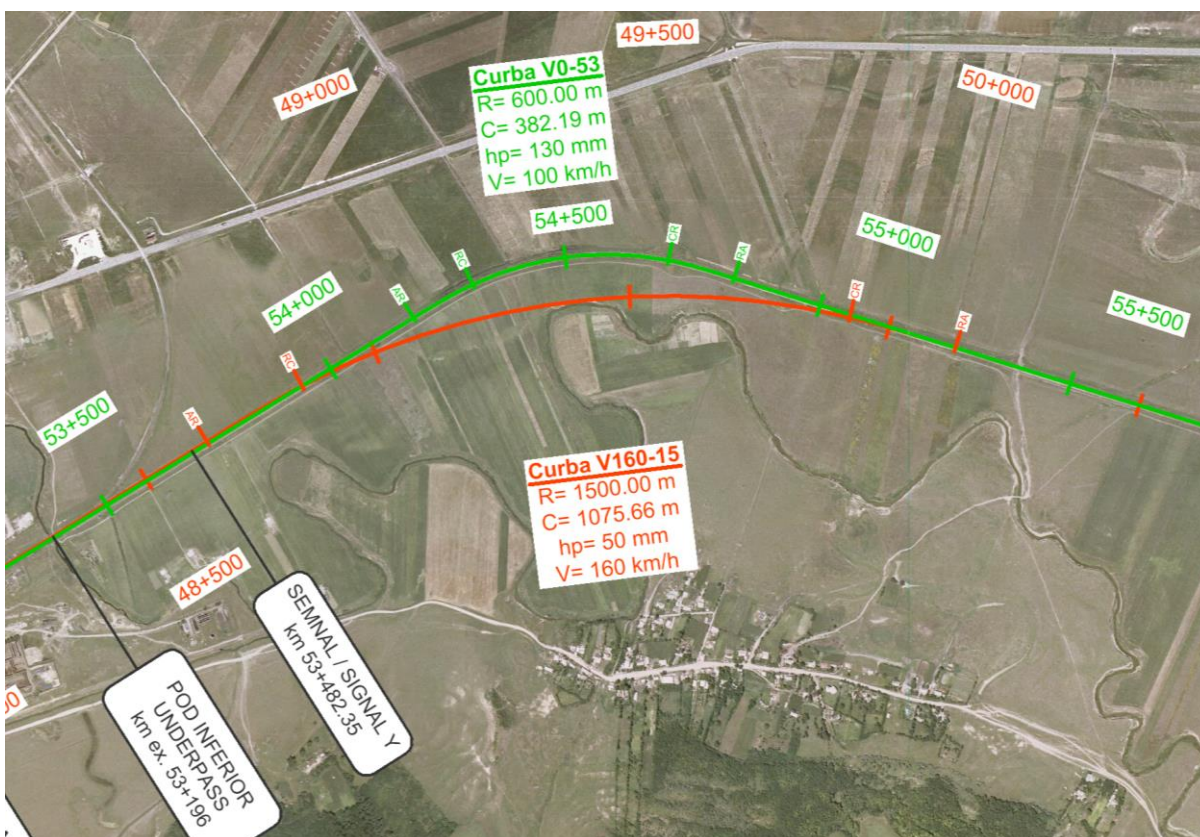 49+500
49+000
50+000
Curba V0-53
R= 600.00 m
C= 382.19 m
hp= 130 mm
V= 100 km/h
54+500
55+000
54+000
55+500
53+500
CR
RA
RC
AR
CR
RA
RC
AR
Curba V160-15
R= 1500.00 m
C= 1075.66 m
hp= 50 mm
V= 160 km/h
48+500
SEMNAL / SIGNAL Y
km 53+482.35
POD INFERIOR
UNDERPASS
km ex. 53+196